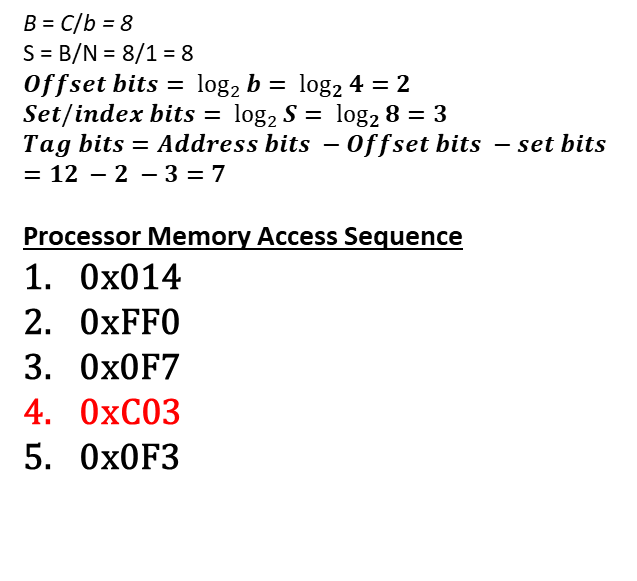 B = C/b = 8
S = B/N = 8/1 = 8
Offset bits = log₂ b = log₂ 4 = 2
Set/index bits = log₂ S = log₂ 8 = 3
Tag bits = Address bits − Offset bits − set bits
= 12 − 2 − 3 = 7
Processor Memory Access Sequence
1. 0x014
2. 0xFF0
3. 0x0F7
4. 0xC03
5. 0x0F3